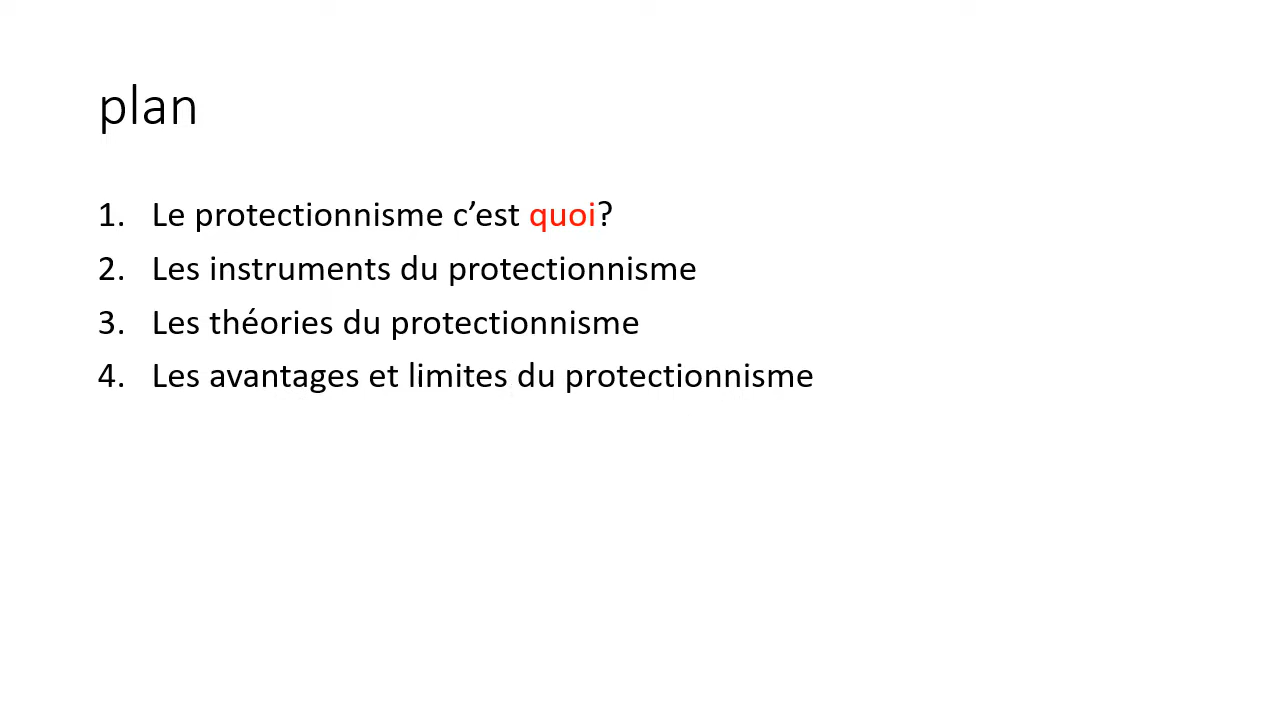 plan
1. Le protectionnisme c’est quoi?
2. Les instruments du protectionnisme
3. Les théories du protectionnisme
4. Les avantages et limites du protectionnisme